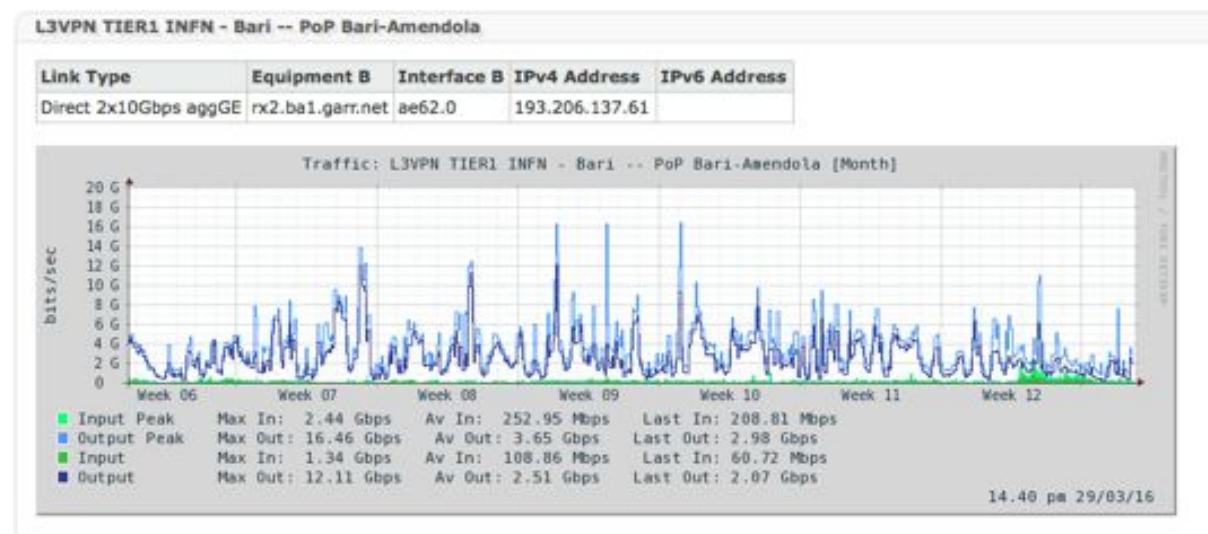 L3VPN TIER1 INFN - Bari -- PoP Bari-Amendola
Link Type Equipment B Interface B IPv4 Address IPv6 Address
Direct 2x10Gbps aggGE rx2.ba1.garr.net ae62.0 193.206.137.61
Traffic: L3VPN TIER1 INFN - Bari -- PoP Bari-Amendola [Month]
bits/sec
20 G
18 G
16 G
14 G
12 G
10 G
8 G
6 G
4 G
2 G
0
Week 06 Week 07 Week 08 Week 09 Week 10 Week 11 Week 12
Input Peak Max In: 2.44 Gbps Av In: 252.95 Mbps Last In: 208.81 Mbps
Output Peak Max Out: 16.46 Gbps Av Out: 3.65 Gbps Last Out: 2.98 Gbps
Input Max In: 1.34 Gbps Av In: 108.86 Mbps Last In: 60.72 Mbps
Output Max Out: 12.11 Gbps Av Out: 2.51 Gbps Last Out: 2.07 Gbps
14.40 pm 29/03/16